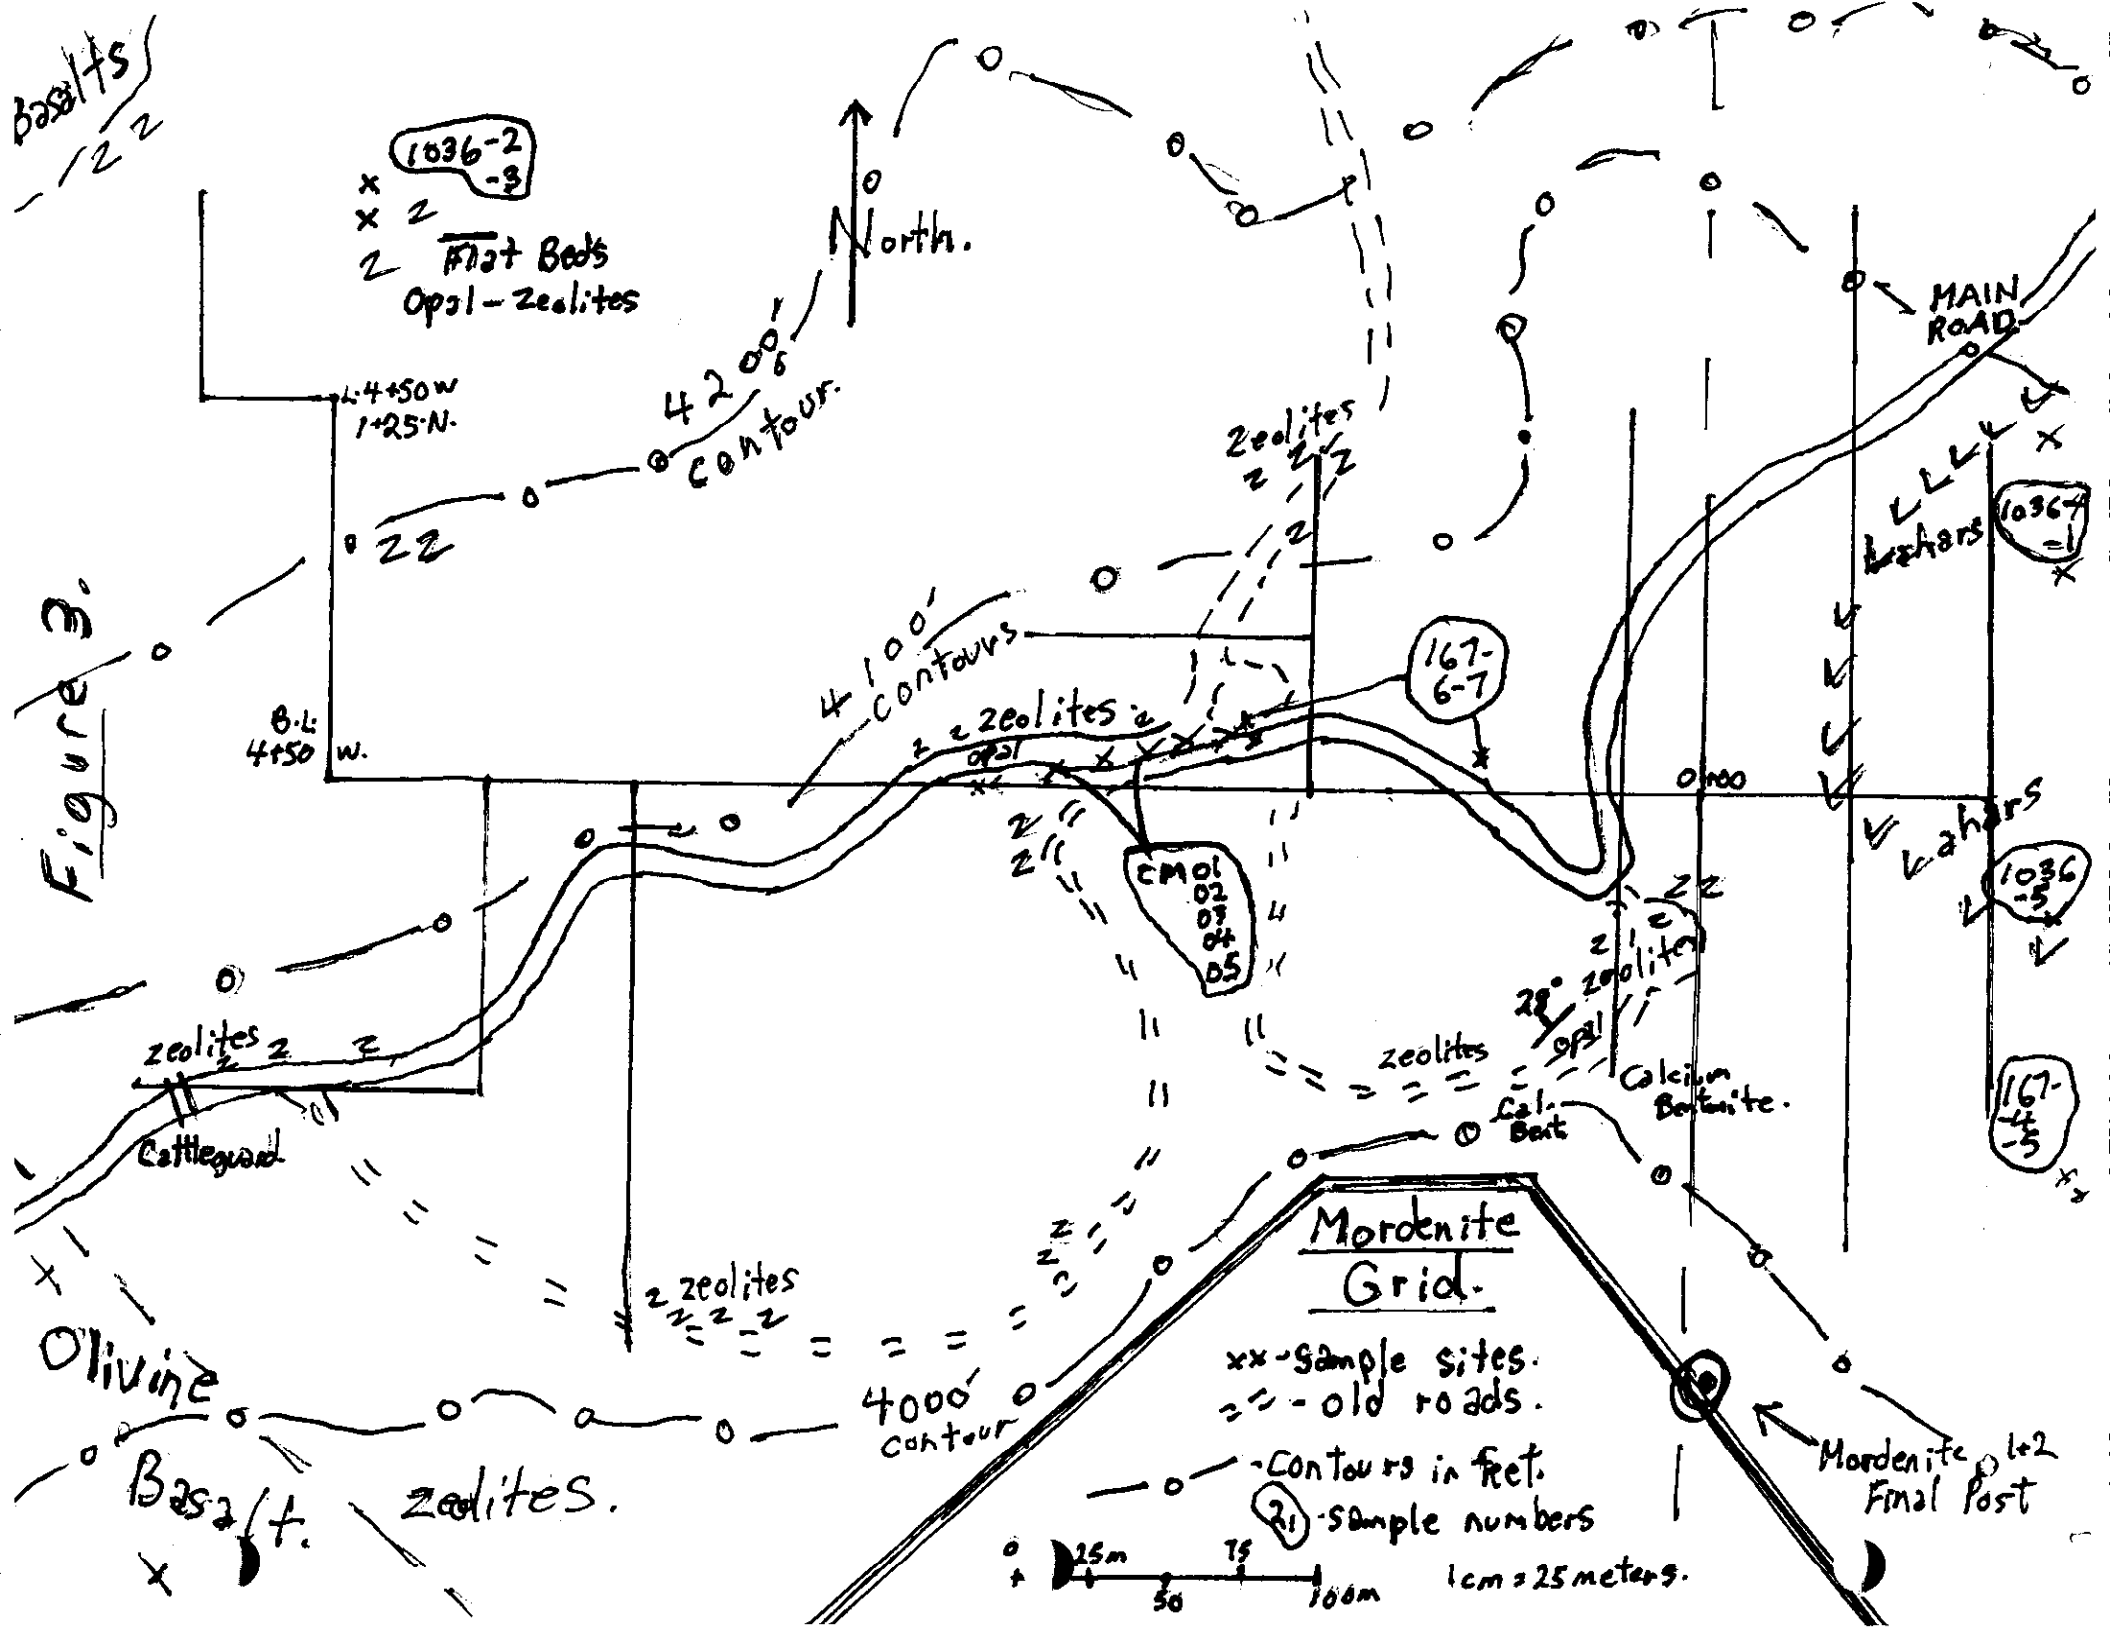 Basalts
z z
1036-2
-3
x
x z
z Flat Beds
Opal - Zeolites
North.
4200'
contour.
MAIN
ROAD
L.4+50W
1+25.N.
zeolites
z z z z
z
z z
Lahars
1036-4
-1
x
x
Figure 3.
4100'
contours
167-
6-7
B.L.
4+50 W.
z z zeolites z
opal
x x x x x x
0+00
z
z
CM01
02
03
04
05
Lahars
1036
-5
x
z z
z
z z
zeolites
28°
opal
zeolites
zeolites
z z z
Cattleguard
Calcium
Bentonite.
Cal.
Bent.
167-
-4
-5
x x
Mordenite
Grid.
z
z
z zeolites
z z z
x
Olivine
Basalt.
x
zeolites.
4000'
contour
xx - sample sites.
= = - old roads.
- contours in feet.
21 - sample numbers
Mordenite 1+2
Final Post
0 25m 75
50 100m
1cm = 25 meters.